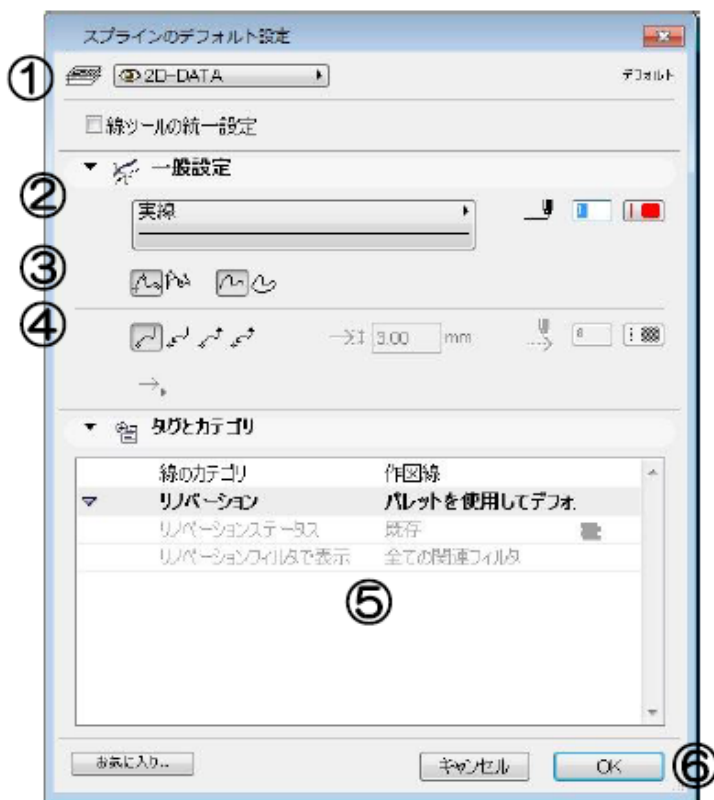 スプラインのデフォルト設定
①
2D-DATA
デフォルト
線ツールの統一設定
一般設定
②
実線
③
④
3.00 mm
タグとカテゴリ
線のカテゴリ 作図線
リノベーション パレットを使用してデフォ.
リノベーションステータス 既存
リノベーションフィルタで表示 全ての関連フィルタ
⑤
お気に入り...
キャンセル
OK
⑥